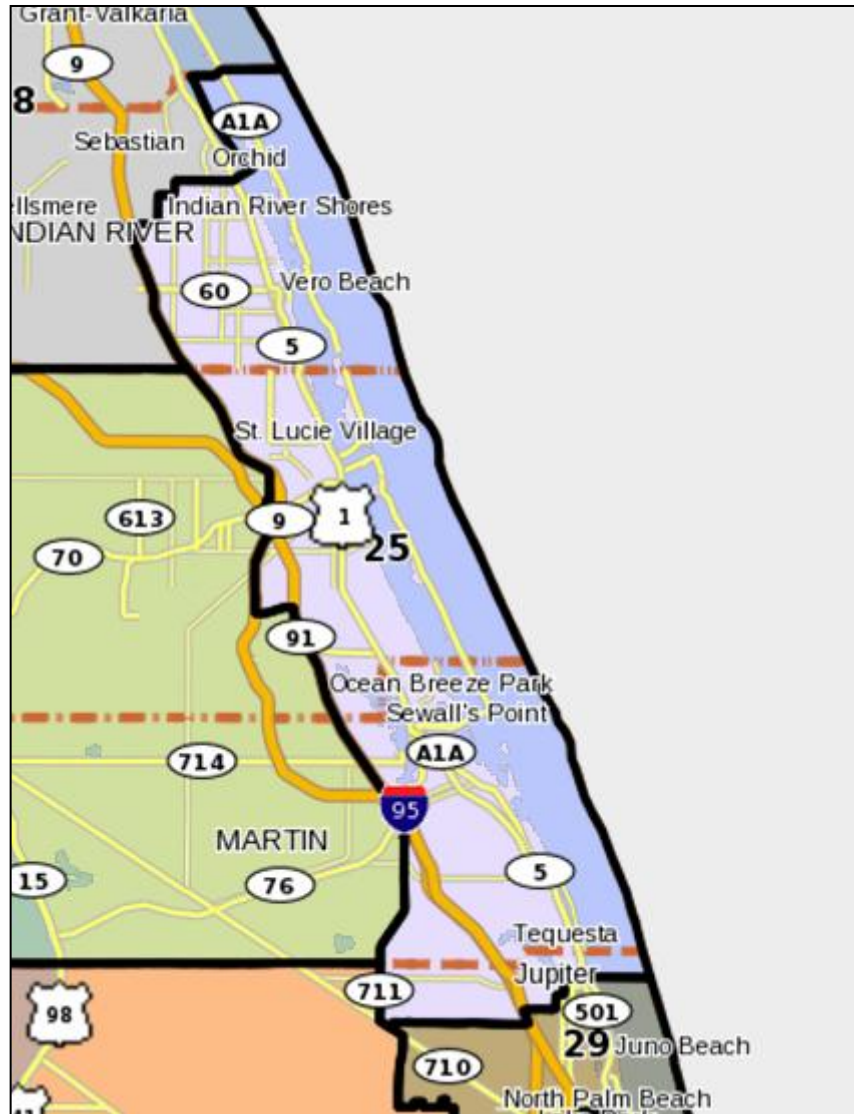 Grant-Valkaria
9
8
A1A
Sebastian
Orchid
ellsmere
Indian River Shores
NDIAN RIVER
Vero Beach
60
5
St. Lucie Village
613
9
1
25
70
91
Ocean Breeze Park
Sewall's Point
714
A1A
95
MARTIN
15
76
5
Tequesta
Jupiter
711
98
501
29
Juno Beach
710
North Palm Beach